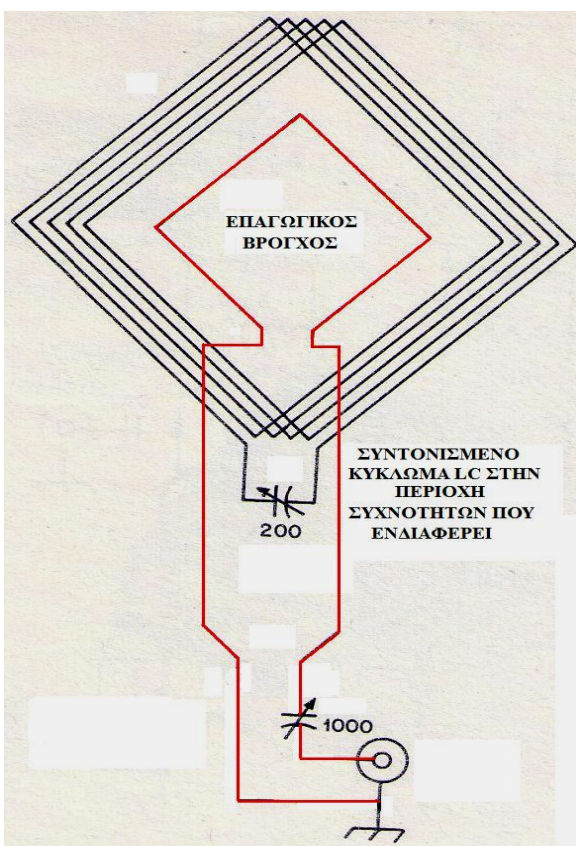 ΕΠΑΓΩΓΙΚΟΣ
ΒΡΟΓΧΟΣ
ΣΥΝΤΟΝΙΣΜΕΝΟ
ΚΥΚΛΩΜΑ LC ΣΤΗΝ
ΠΕΡΙΟΧΗ
ΣΥΧΝΟΤΗΤΩΝ ΠΟΥ
ΕΝΔΙΑΦΕΡΕΙ
200
1000